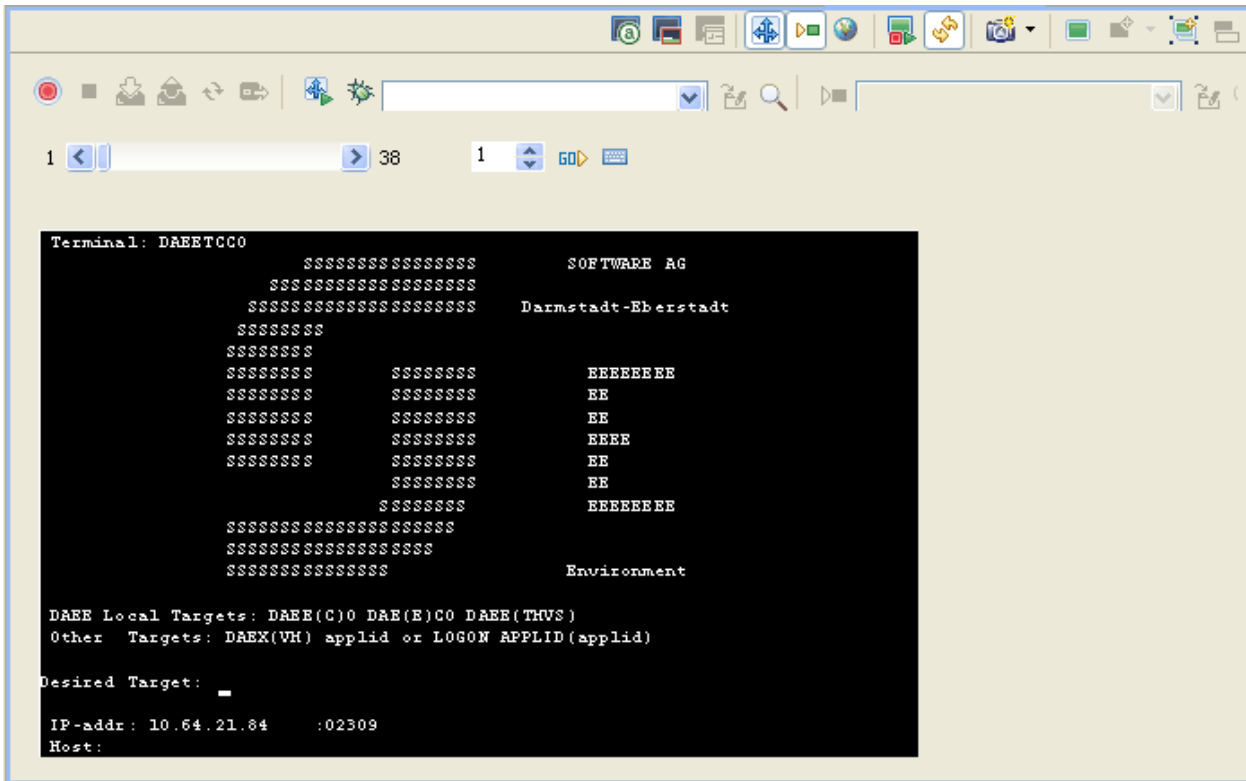 1 38 1 GO
Terminal: DAEETCC0
SSSSSSSSSSSSSSSS SOFTWARE AG
SSSSSSSSSSSSSSSSSSS
SSSSSSSSSSSSSSSSSSSSS Darmstadt-Eberstadt
SSSSSSSS
SSSSSSSS
SSSSSSSS SSSSSSSS EEEEEEEE
SSSSSSSS SSSSSSSS EE
SSSSSSSS SSSSSSSS EE
SSSSSSSS SSSSSSSS EEEE
SSSSSSSS SSSSSSSS EE
SSSSSSSS EE
SSSSSSSS EEEEEEEE
SSSSSSSSSSSSSSSSSSSSS
SSSSSSSSSSSSSSSSSSS
SSSSSSSSSSSSSSS Environment
DAEE Local Targets: DAEE(C)0 DAE(E)C0 DAEE(THVS)
Other Targets: DAEX(VH) applid or LOGON APPLID(applid)
Desired Target:
IP-addr: 10.64.21.84 :02309
Host: